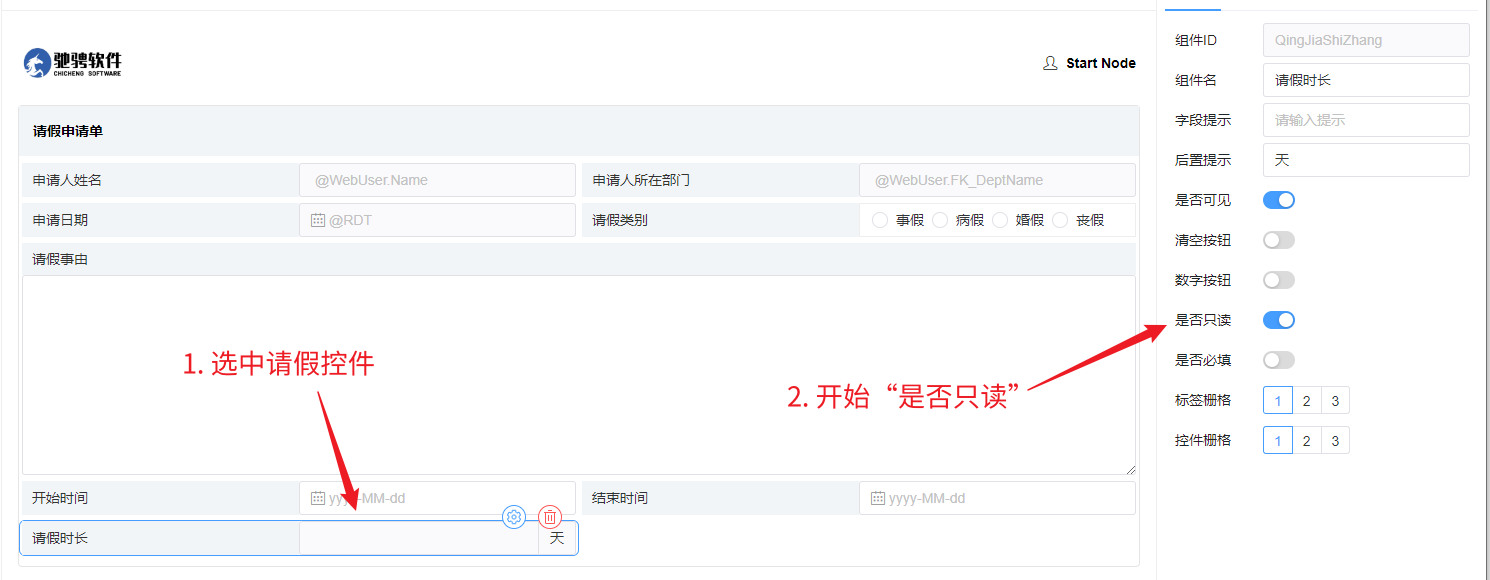 驰骋软件
CHICHENG SOFTWARE
Start Node
请假申请单
申请人姓名 @WebUser.Name 申请人所在部门 @WebUser.FK_DeptName
申请日期 @RDT 请假类别 事假 病假 婚假 丧假
请假事由
1. 选中请假控件
2. 开始“是否只读”
开始时间 yyyy-MM-dd 结束时间 yyyy-MM-dd
请假时长 天
组件ID QingJiaShiZhang
组件名 请假时长
字段提示 请输入提示
后置提示 天
是否可见
清空按钮
数字按钮
是否只读
是否必填
标签栅格 1 2 3
控件栅格 1 2 3